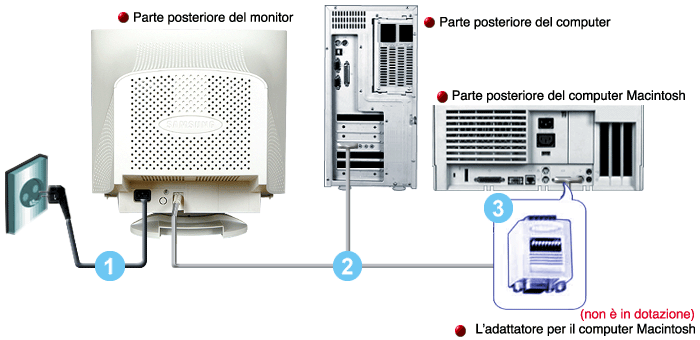 Parte posteriore del monitor
Parte posteriore del computer
Parte posteriore del computer Macintosh
1
2
3
(non è in dotazione)
L'adattatore per il computer Macintosh